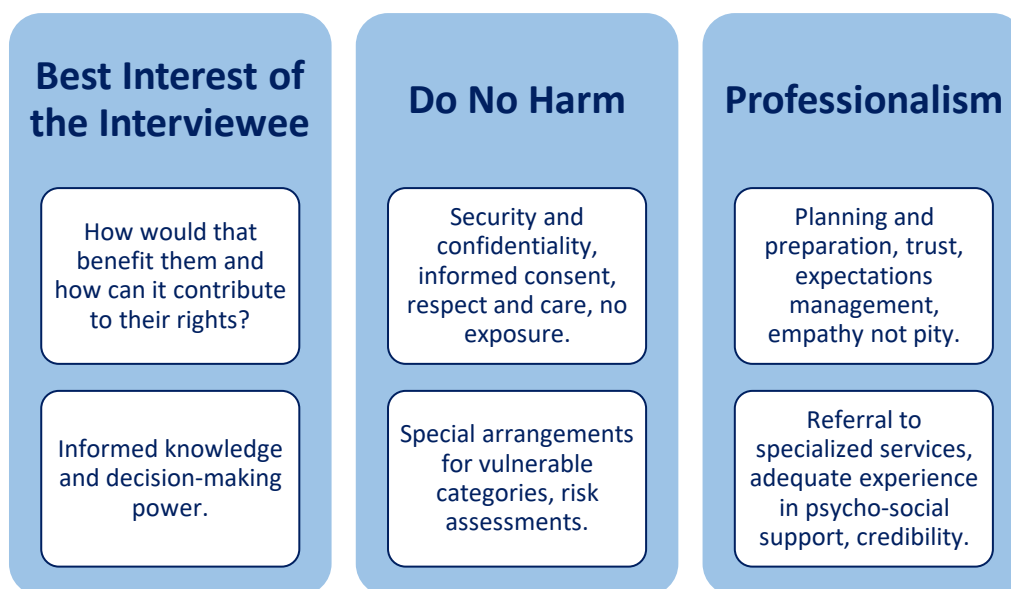 Best Interest of
the Interviewee
How would that
benefit them and
how can it contribute
to their rights?
Informed knowledge
and decision-making
power.
Do No Harm
Security and
confidentiality,
informed consent,
respect and care, no
exposure.
Special arrangements
for vulnerable
categories, risk
assessments.
Professionalism
Planning and
preparation, trust,
expectations
management,
empathy not pity.
Referral to
specialized services,
adequate experience
in psycho-social
support, credibility.